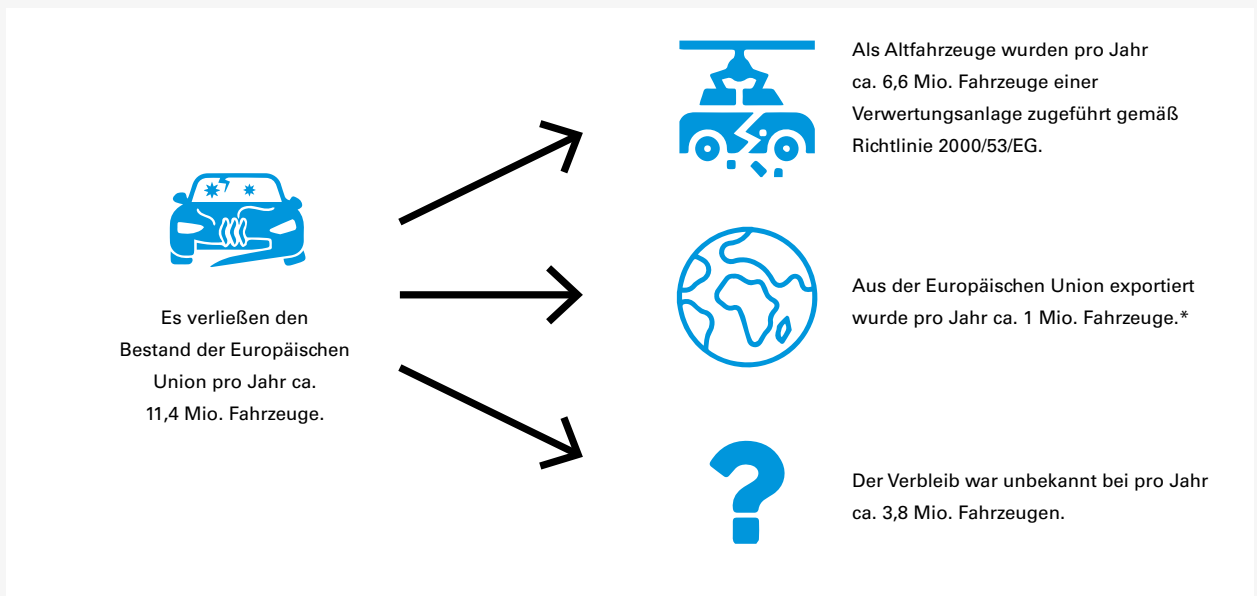 Es verließen den
Bestand der Europäischen
Union pro Jahr ca.
11,4 Mio. Fahrzeuge.
Als Altfahrzeuge wurden pro Jahr
ca. 6,6 Mio. Fahrzeuge einer
Verwertungsanlage zugeführt gemäß
Richtlinie 2000/53/EG.
Aus der Europäischen Union exportiert
wurde pro Jahr ca. 1 Mio. Fahrzeuge.*
Der Verbleib war unbekannt bei pro Jahr
ca. 3,8 Mio. Fahrzeugen.